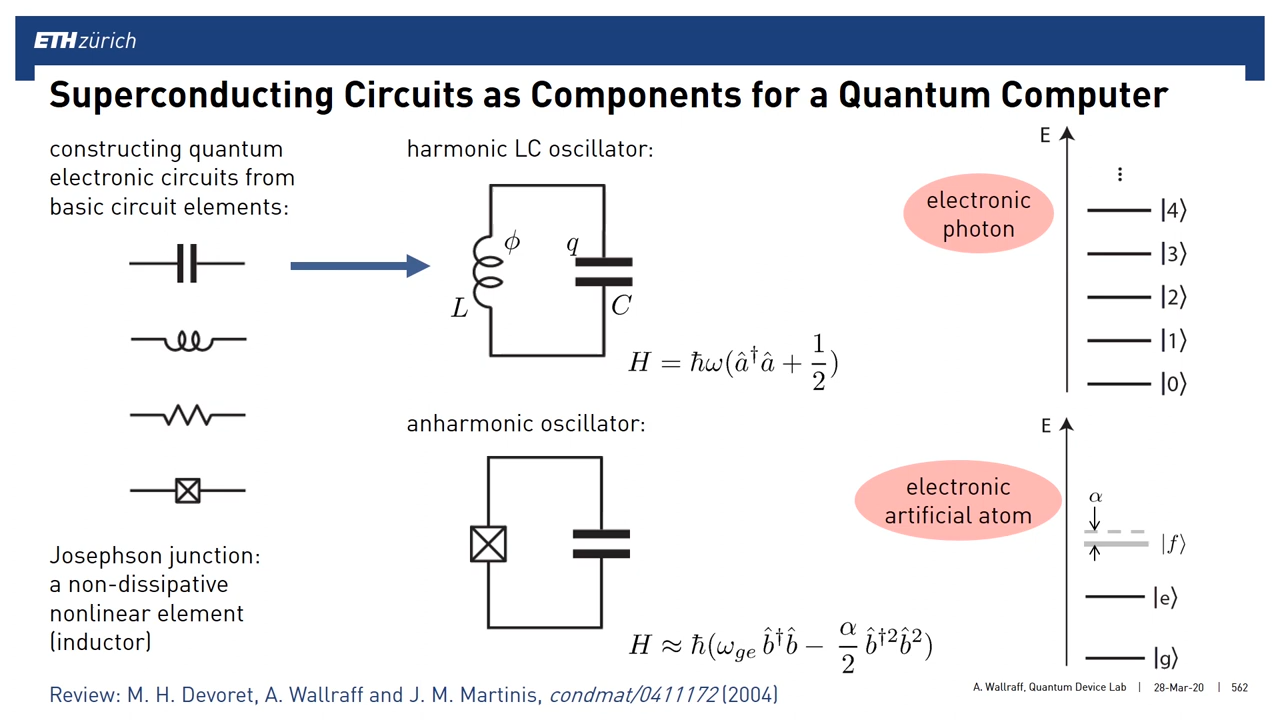 ETH zürich
Superconducting Circuits as Components for a Quantum Computer
constructing quantum
electronic circuits from
basic circuit elements:
Josephson junction:
a non-dissipative
nonlinear element
(inductor)
harmonic LC oscillator:
ϕ
q
L
C
H = ℏω(â†â + 1/2)
anharmonic oscillator:
H ≈ ℏ(ω_ge b̂†b̂ − α/2 b̂†²b̂²)
electronic
photon
E
⋮
|4⟩
|3⟩
|2⟩
|1⟩
|0⟩
electronic
artificial atom
E
α
|f⟩
|e⟩
|g⟩
Review: M. H. Devoret, A. Wallraff and J. M. Martinis, condmat/0411172 (2004)
A. Wallraff, Quantum Device Lab | 28-Mar-20 | 562